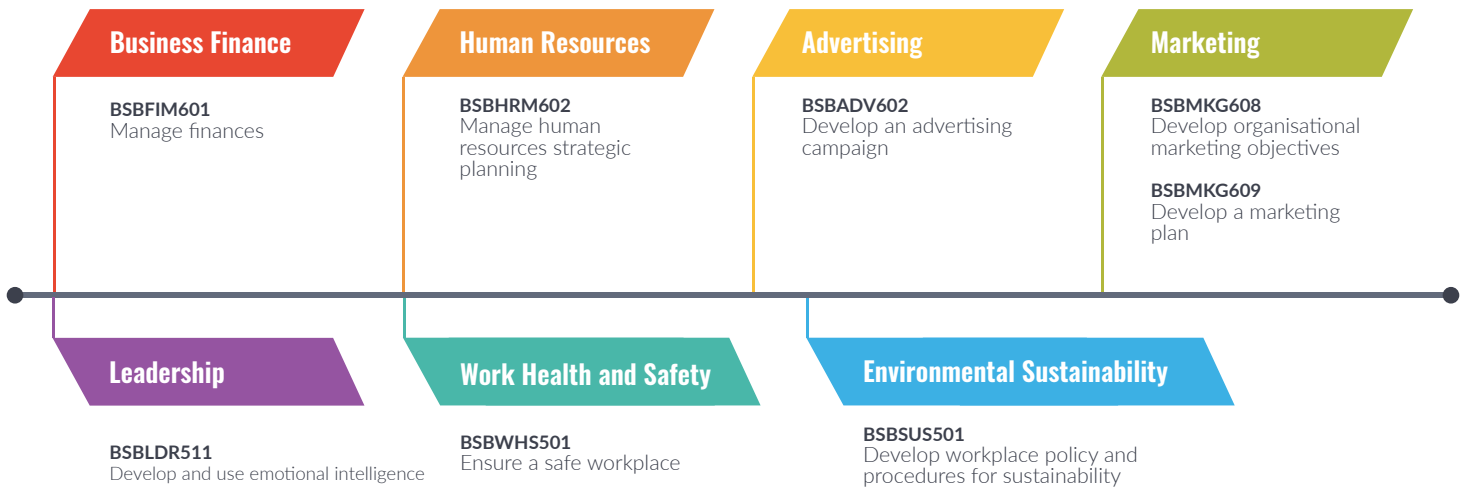 Business Finance
BSBFIM601
Manage finances
Human Resources
BSBHRM602
Manage human
resources strategic
planning
Advertising
BSBADV602
Develop an advertising
campaign
Marketing
BSBMKG608
Develop organisational
marketing objectives
BSBMKG609
Develop a marketing
plan
Leadership
BSBLDR511
Develop and use emotional intelligence
Work Health and Safety
BSBWHS501
Ensure a safe workplace
Environmental Sustainability
BSBSUS501
Develop workplace policy and
procedures for sustainability